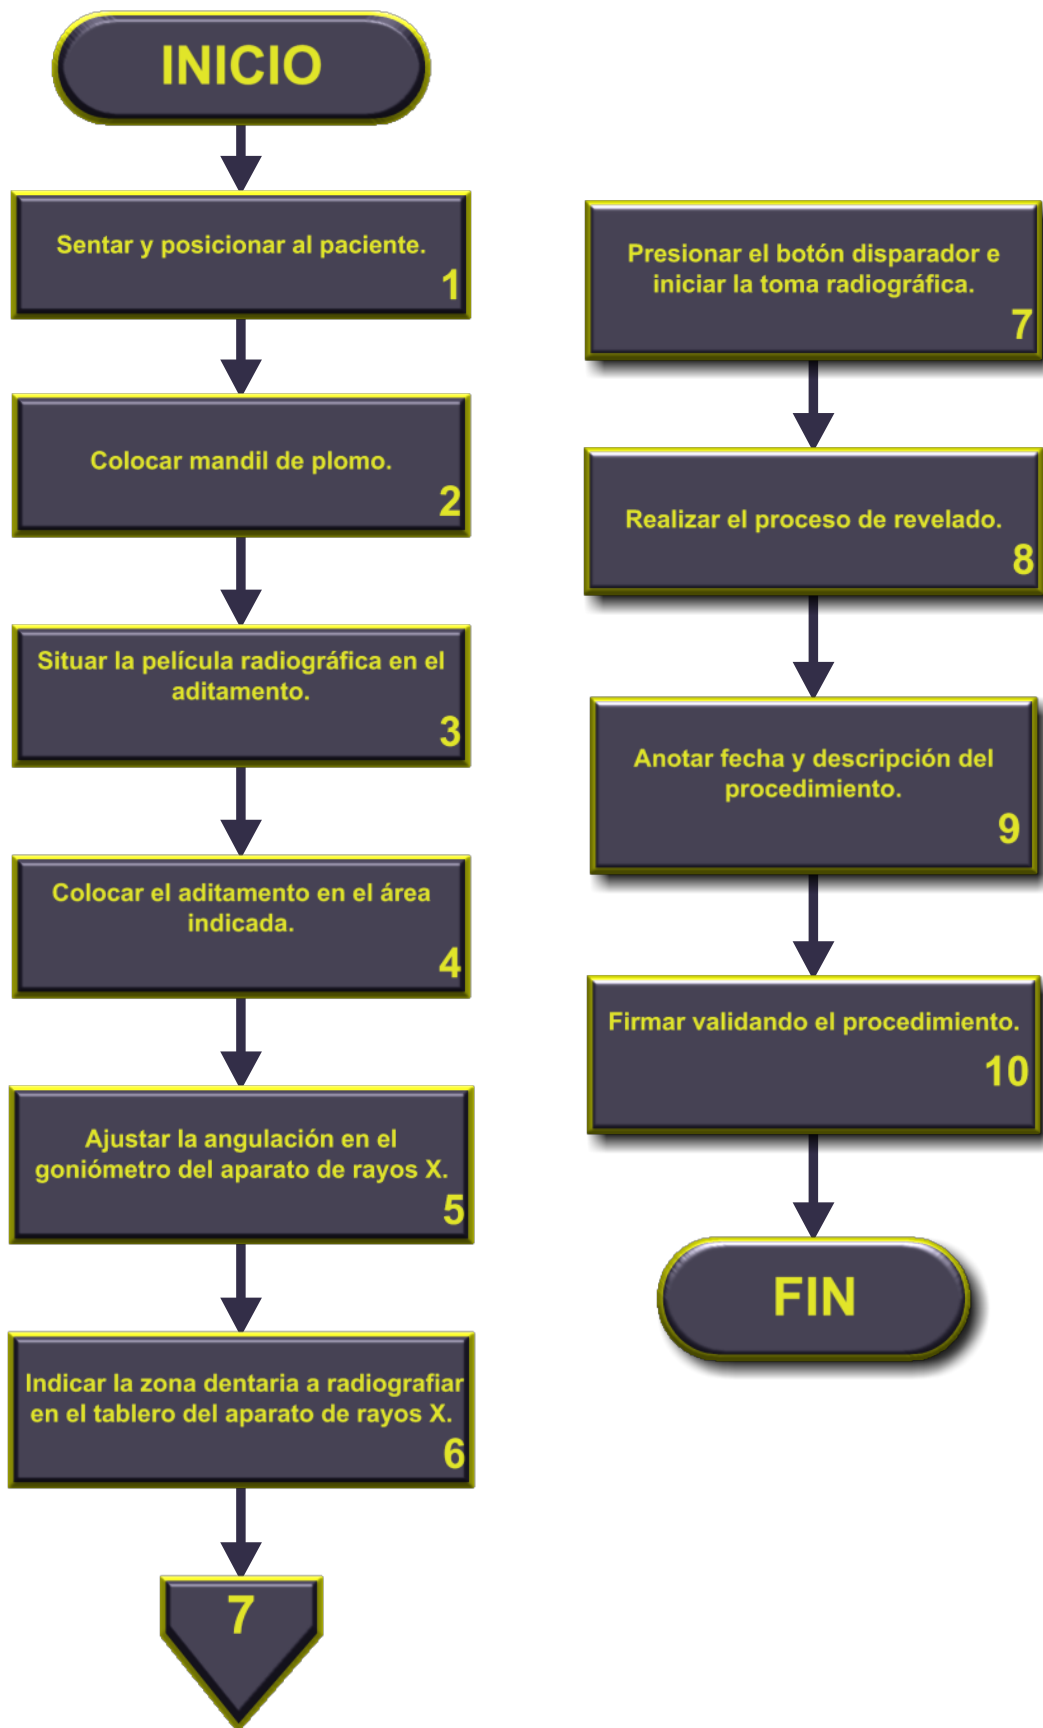 INICIO
Sentar y posicionar al paciente.
1
Colocar mandil de plomo.
2
Situar la película radiográfica en el
aditamento.
3
Colocar el aditamento en el área
indicada.
4
Ajustar la angulación en el
goniómetro del aparato de rayos X.
5
Indicar la zona dentaria a radiografiar
en el tablero del aparato de rayos X.
6
7
Presionar el botón disparador e
iniciar la toma radiográfica.
7
Realizar el proceso de revelado.
8
Anotar fecha y descripción del
procedimiento.
9
Firmar validando el procedimiento.
10
FIN